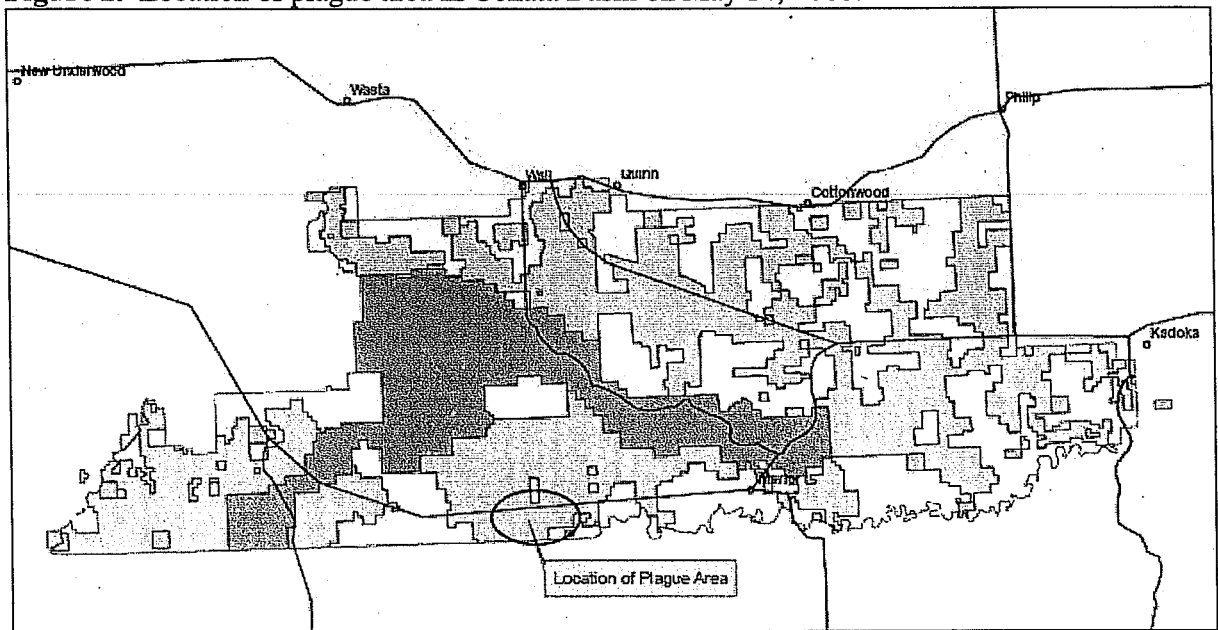 New Underwood
Wasta
Philip
Wall
Quinn
Cottonwood
Kadoka
Interior
Location of Plague Area